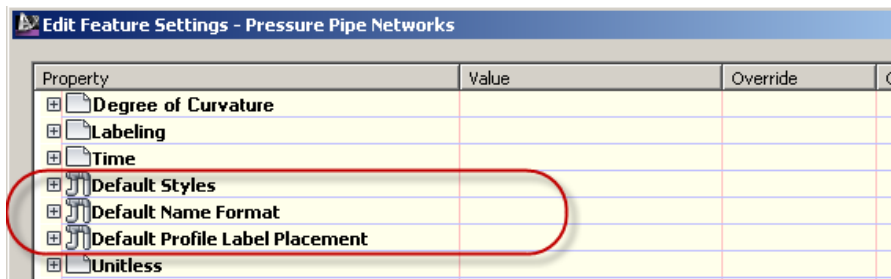 Edit Feature Settings - Pressure Pipe Networks
Property Value Override
Degree of Curvature
Labeling
Time
Default Styles
Default Name Format
Default Profile Label Placement
Unitless